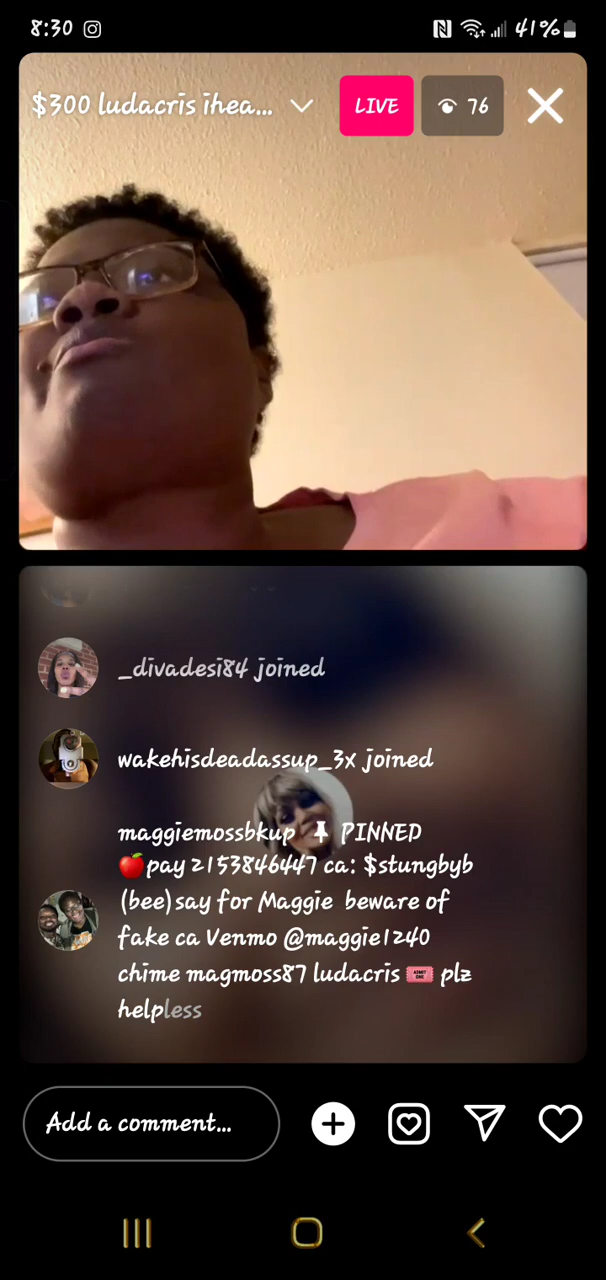 8:30 41%
$300 ludacris ihea... LIVE 76
_divadesi84 joined
wakehisdeadassup_3x joined
maggiemossbkup PINNED
🍎pay 2153846447 ca: $stungbyb
(bee)say for Maggie beware of
fake ca Venmo @maggie1240
chime magmoss87 ludacris 🎟 plz
helpless
Add a comment...